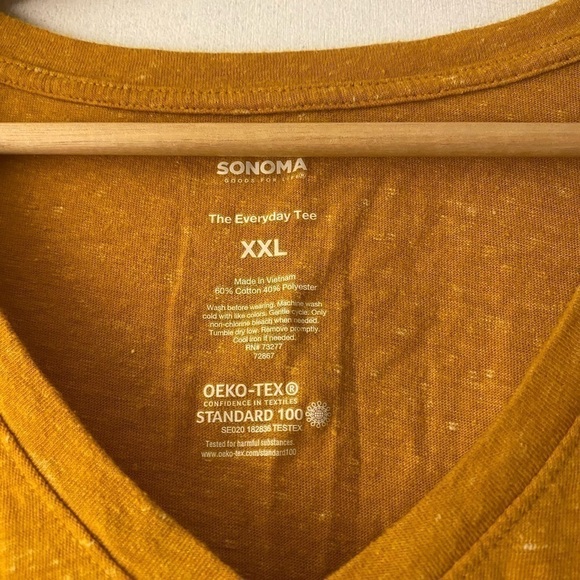 SONOMA
GOODS FOR LIFE
The Everyday Tee
XXL
Made in Vietnam
60% Cotton 40% Polyester
Wash before wearing. Machine wash
cold with like colors. Gentle cycle. Only
non-chlorine bleach when needed.
Tumble dry low. Remove promptly.
Cool iron if needed.
RN# 73277
72867
OEKO-TEX®
CONFIDENCE IN TEXTILES
STANDARD 100
SE020 182835 TESTEX
Tested for harmful substances
www.oeko-tex.com/standard100